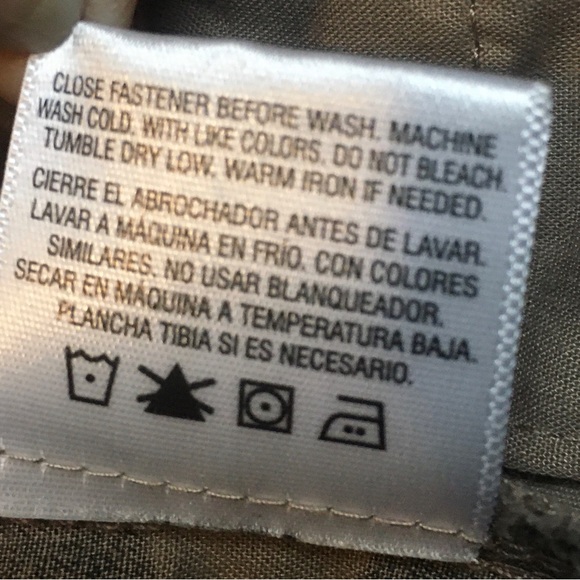 CLOSE FASTENER BEFORE WASH. MACHINE
WASH COLD. WITH LIKE COLORS. DO NOT BLEACH.
TUMBLE DRY LOW. WARM IRON IF NEEDED.
CIERRE EL ABROCHADOR ANTES DE LAVAR.
LAVAR A MÁQUINA EN FRÍO. CON COLORES
SIMILARES. NO USAR BLANQUEADOR.
SECAR EN MÁQUINA A TEMPERATURA BAJA.
PLANCHA TIBIA SI ES NECESARIO.